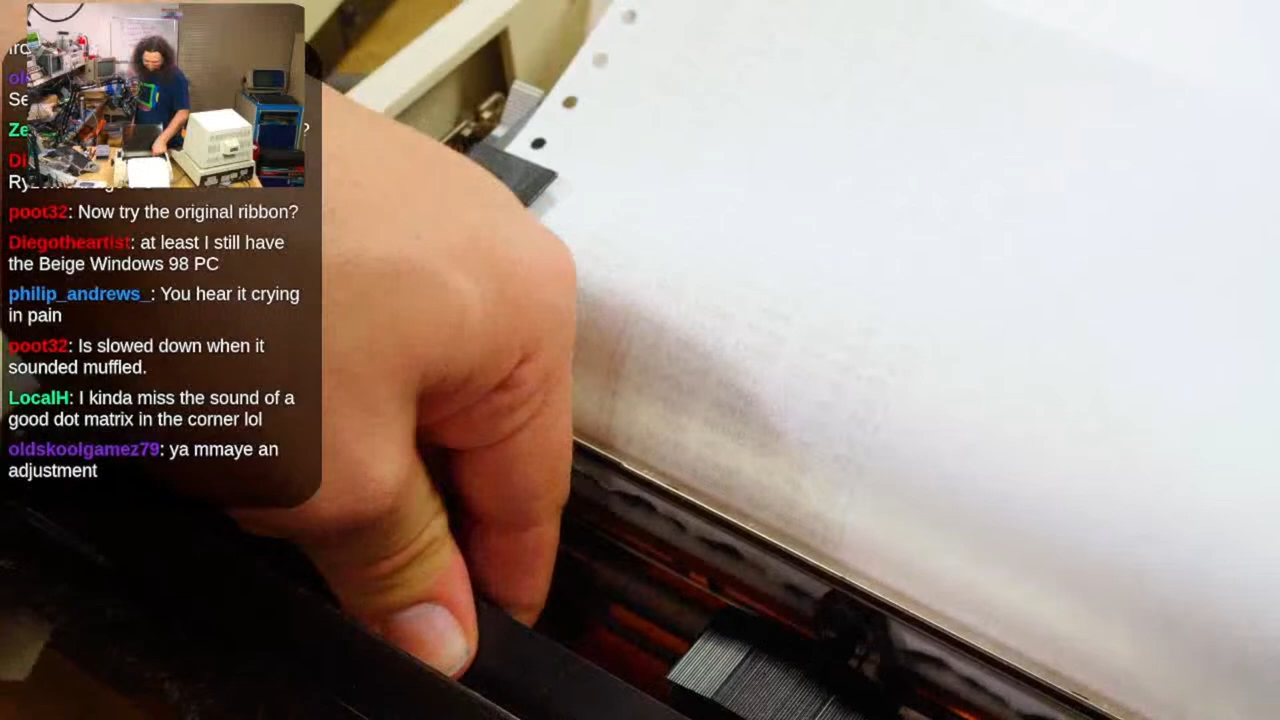 poot32: Now try the original ribbon?
Diegotheartist: at least I still have
the Beige Windows 98 PC
philip_andrews_: You hear it crying
in pain
poot32: Is slowed down when it
sounded muffled.
LocalH: I kinda miss the sound of a
good dot matrix in the corner lol
oldskoolgamez79: ya mmaye an
adjustment